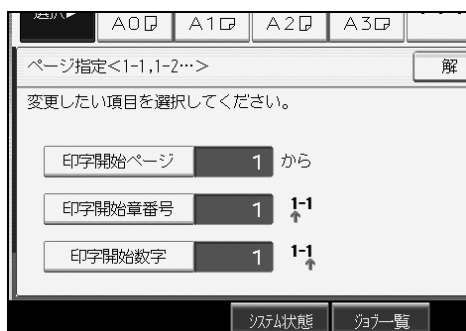 選択▶
A0 A1 A2 A3
ページ指定<1-1,1-2…> 解
変更したい項目を選択してください。
印字開始ページ 1 から
印字開始章番号 1 1-1
印字開始数字 1 1-1
システム状態 ジョブ一覧